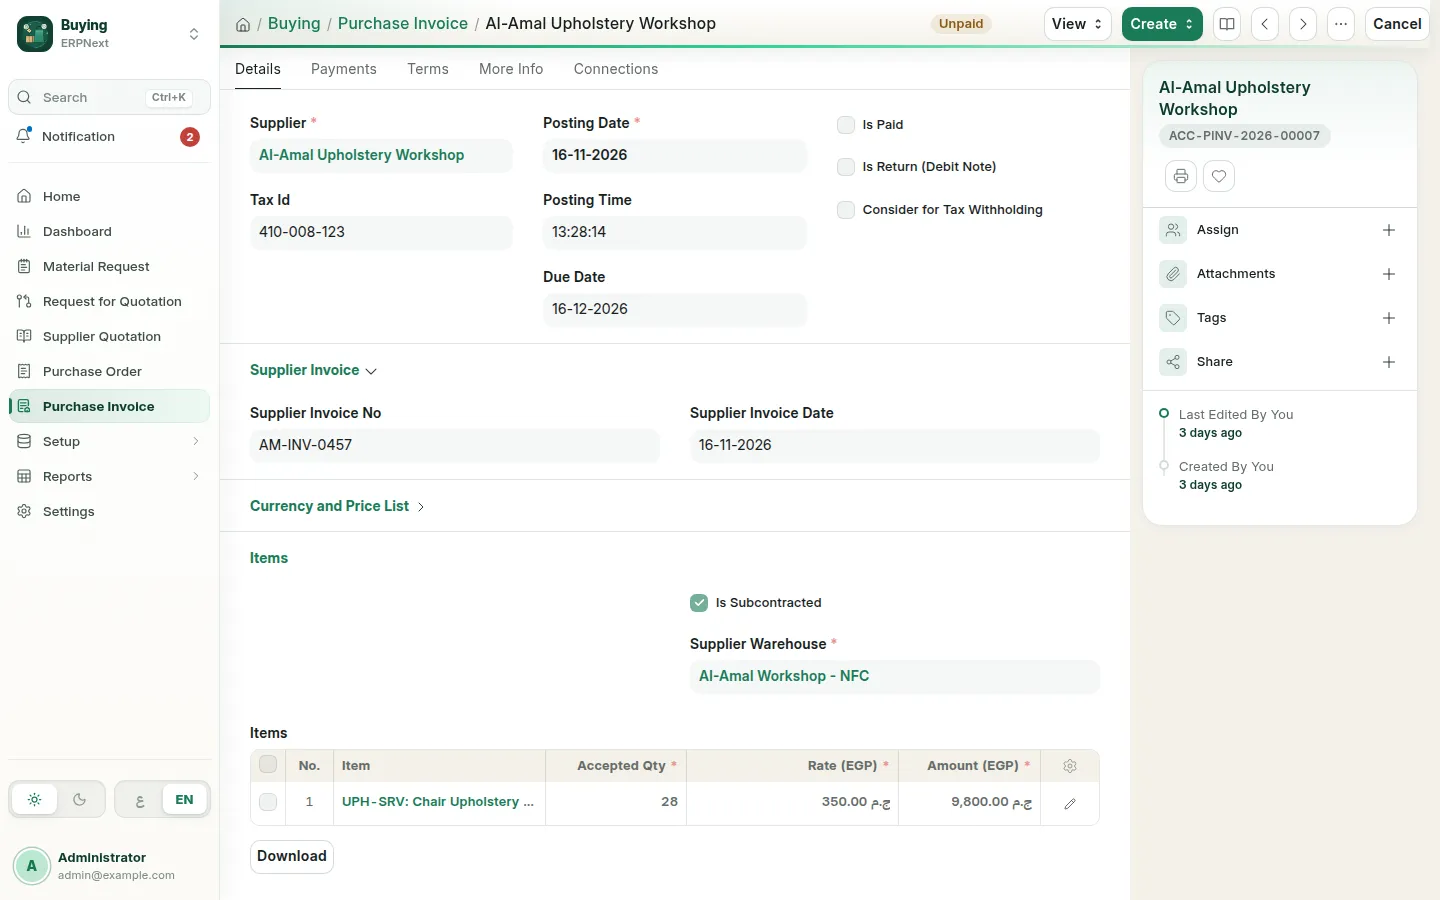 Buying
ERPNext
Search Ctrl+K
Notification 2
Home
Dashboard
Material Request
Request for Quotation
Supplier Quotation
Purchase Order
Purchase Invoice
Setup
Reports
Settings
ع EN
A
Administrator
admin@example.com
/ Buying / Purchase Invoice / Al-Amal Upholstery Workshop
Unpaid
View
Create
Cancel
Details Payments Terms More Info Connections
Supplier *
Al-Amal Upholstery Workshop
Tax Id
410-008-123
Posting Date *
16-11-2026
Posting Time
13:28:14
Due Date
16-12-2026
Is Paid
Is Return (Debit Note)
Consider for Tax Withholding
Supplier Invoice
Supplier Invoice No
AM-INV-0457
Supplier Invoice Date
16-11-2026
Currency and Price List
Items
Is Subcontracted
Supplier Warehouse *
Al-Amal Workshop - NFC
Items
No. Item Accepted Qty * Rate (EGP) * Amount (EGP) *
1 UPH-SRV: Chair Upholstery ... 28 350.00 ج.م 9,800.00 ج.م
Download
Al-Amal Upholstery
Workshop
ACC-PINV-2026-00007
Assign
Attachments
Tags
Share
Last Edited By You
3 days ago
Created By You
3 days ago